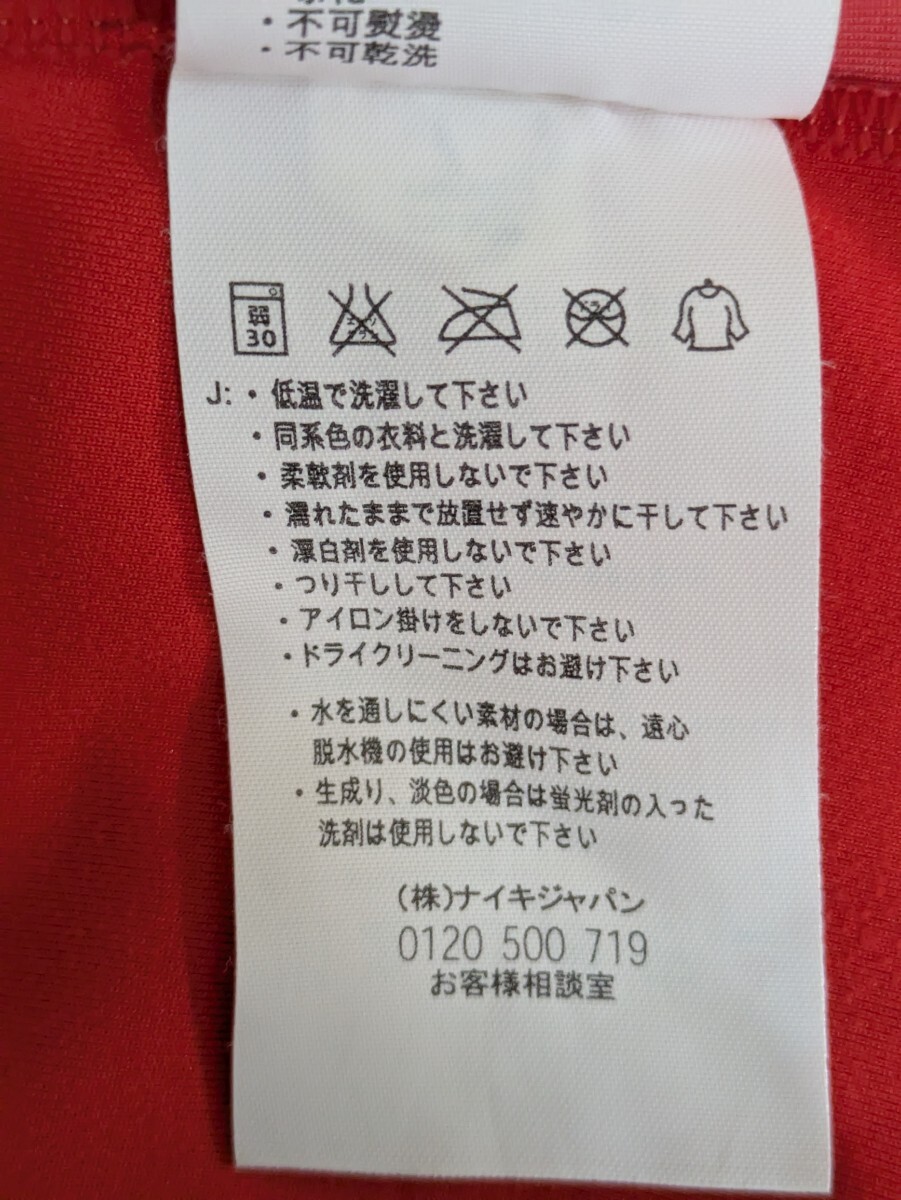 ・不可熨燙
・不可乾洗
弱
30
エンソ
サラシ
ドライ
J: ・低温で洗濯して下さい
・同系色の衣料と洗濯して下さい
・柔軟剤を使用しないで下さい
・濡れたままで放置せず速やかに干して下さい
・漂白剤を使用しないで下さい
・つり干しして下さい
・アイロン掛けをしないで下さい
・ドライクリーニングはお避け下さい
・水を通しにくい素材の場合は、遠心
脱水機の使用はお避け下さい
・生成り、淡色の場合は蛍光剤の入った
洗剤は使用しないで下さい
(株)ナイキジャパン
0120 500 719
お客様相談室